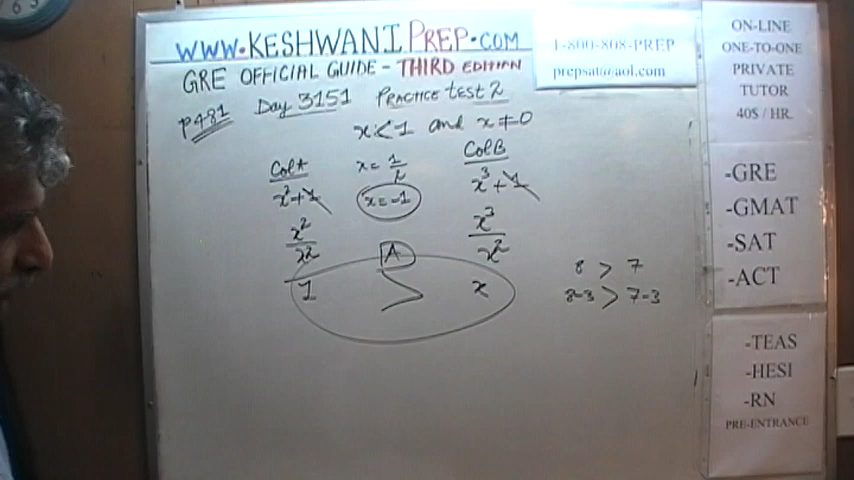 WWW.KESHWANIPREP.COM
GRE OFFICIAL GUIDE - THIRD EDITION
P481 Day 3151 PRACTICE test 2
x < 1 and x ≠ 0
Col A
x² + 1
x²
x²
1
x = 1/2
x = -1
A
>
Col B
x³ + 1
x³
x²
x
8 > 7
8-3 > 7-3
1-800-808-PREP
prepsat@aol.com
ON-LINE
ONE-TO-ONE
PRIVATE
TUTOR
40$ / HR.
-GRE
-GMAT
-SAT
-ACT
-TEAS
-HESI
-RN
PRE-ENTRANCE